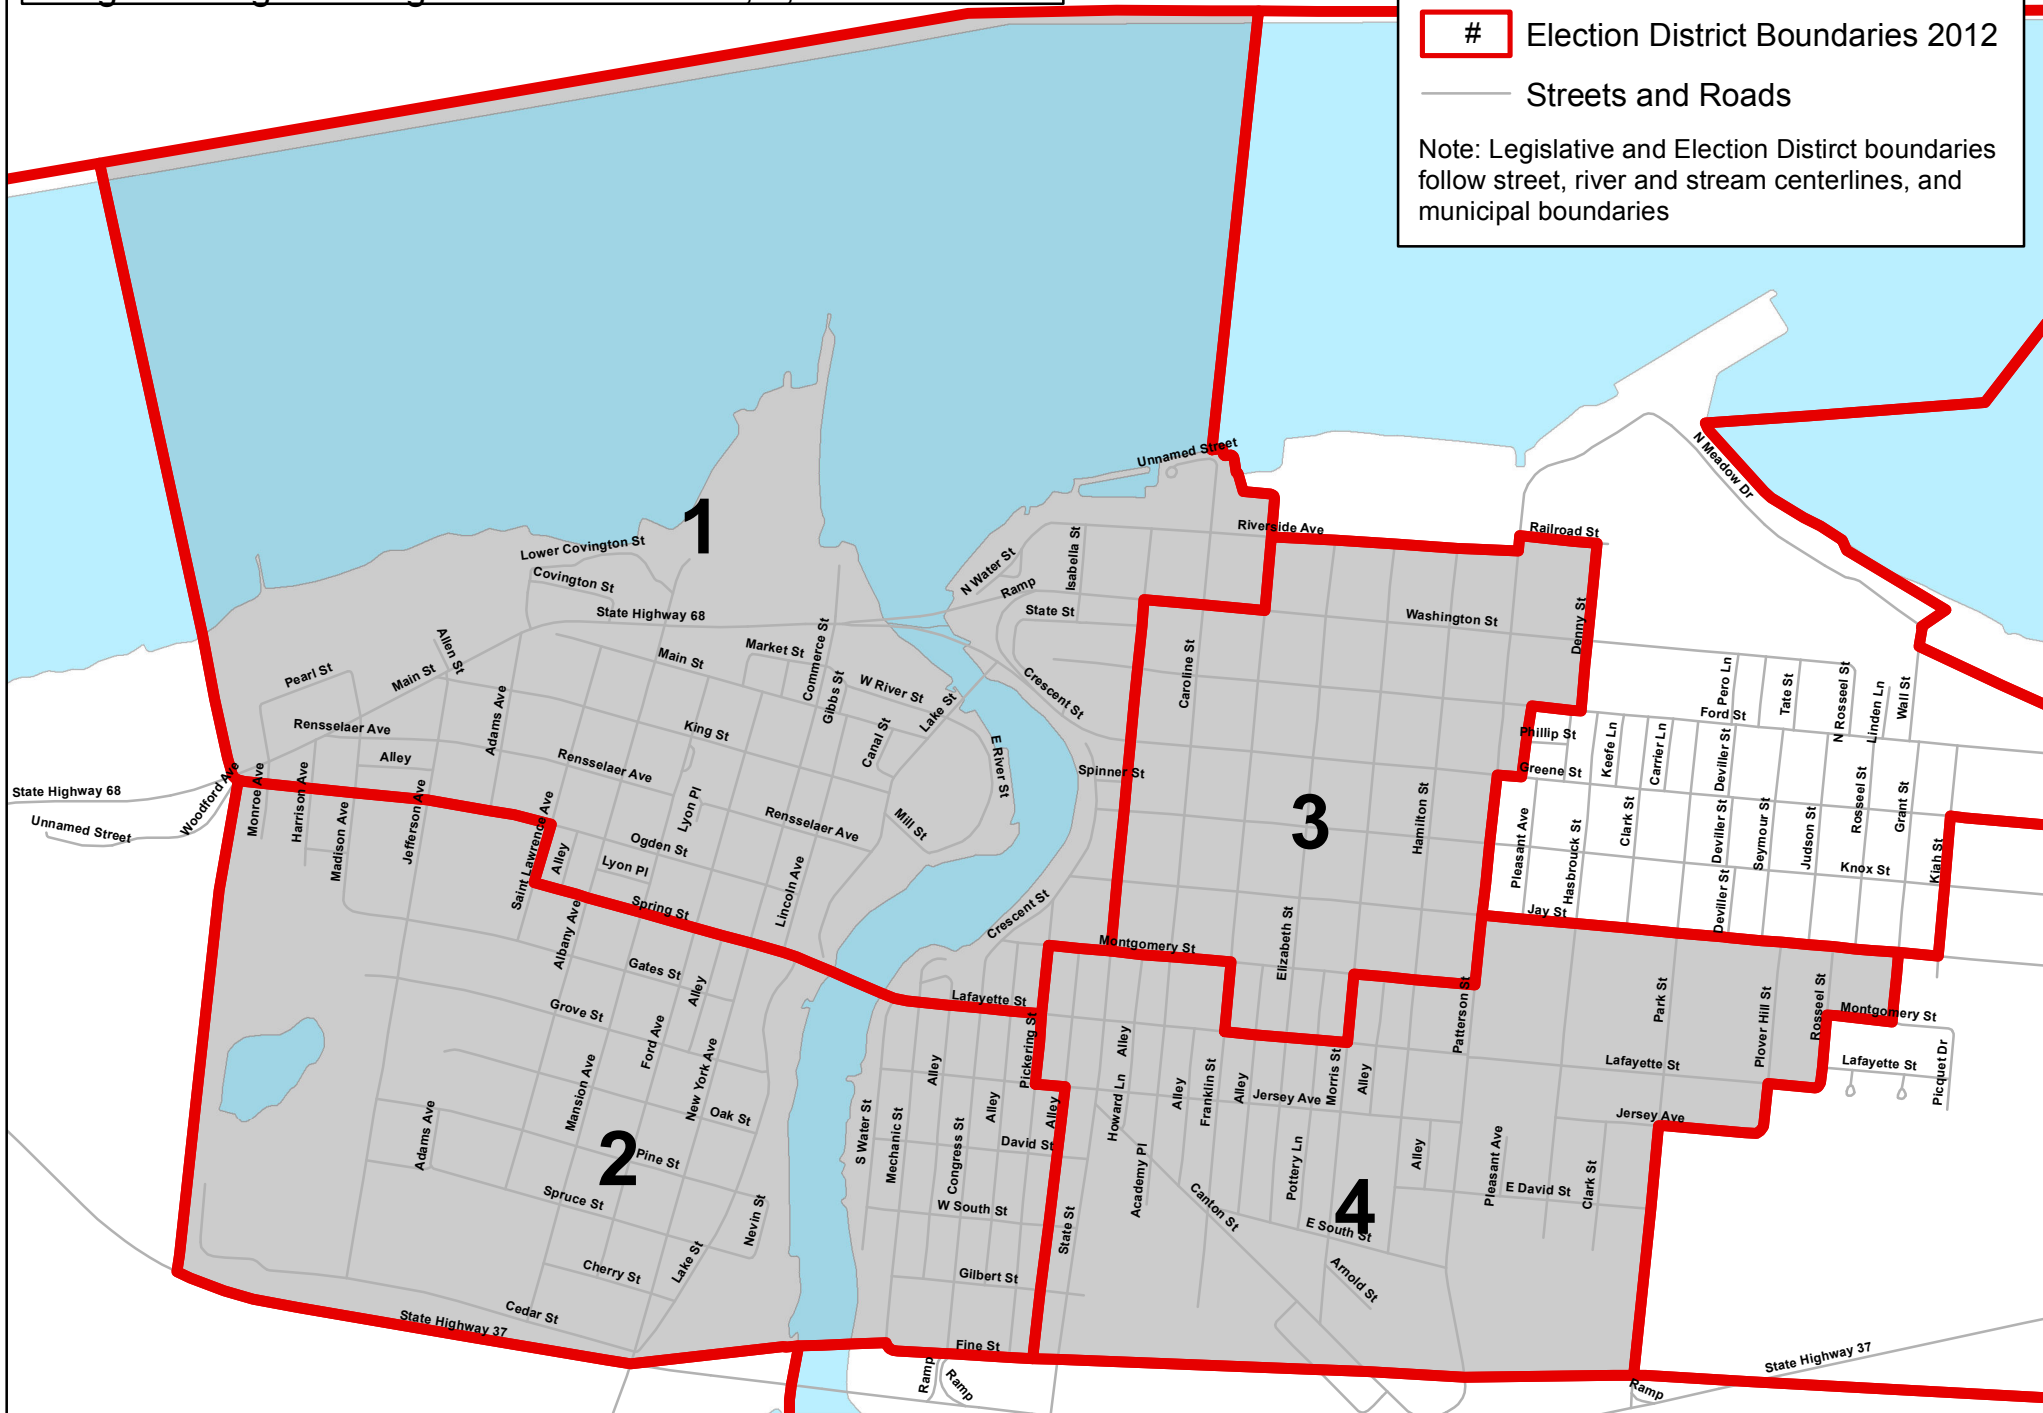 #
Election District Boundaries 2012
Streets and Roads
Note: Legislative and Election Distirct boundaries
follow street, river and stream centerlines, and
municipal boundaries
N Meadow Dr
Unnamed Street
Riverside Ave
Railroad St
1
Lower Covington St
Covington St
State Highway 68
N Water St
Isabella St
Ramp
State St
Washington St
Denny St
Allen St
Main St
Pearl St
Main St
Market St
Commerce St
Gibbs St
W River St
Lake St
Crescent St
Caroline St
Pero Ln
Tate St
N Rosseel St
Linden Ln
Wall St
Ford St
Rensselaer Ave
Adams Ave
King St
Canal St
E River St
Phillip St
Keefe Ln
Carrier Ln
Deviller St
Alley
Rensselaer Ave
Spinner St
Greene St
State Highway 68
Woodford Ave
Unnamed Street
Monroe Ave
Harrison Ave
Madison Ave
Jefferson Ave
Saint Lawrence Ave
Alley
Lyon Pl
Ogden St
Lyon Pl
Rensselaer Ave
Mill St
Lincoln Ave
3
Hamilton St
Pleasant Ave
Hasbrouck St
Clark St
Deviller St
Seymour St
Judson St
Rosseel St
Grant St
Knox St
Kiah St
Spring St
Crescent St
Jay St
Deviller St
Albany Ave
Gates St
Alley
Montgomery St
Elizabeth St
Patterson St
Park St
Plover Hill St
Rosseel St
Montgomery St
Grove St
Ford Ave
Lafayette St
Pickering St
Alley
Lafayette St
Lafayette St
Picquet Dr
Mansion Ave
New York Ave
Oak St
Alley
Alley
Alley
Howard Ln
Alley
Franklin St
Alley
Jersey Ave
Morris St
Alley
Jersey Ave
Adams Ave
2
Pine St
Spruce St
Nevin St
S Water St
Mechanic St
Congress St
David St
W South St
State St
Academy Pl
Canton St
Pottery Ln
4
E South St
Alley
Pleasant Ave
E David St
Clark St
Cherry St
Lake St
Gilbert St
Arnold St
Cedar St
State Highway 37
Fine St
Ramp
Ramp
State Highway 37
Ramp